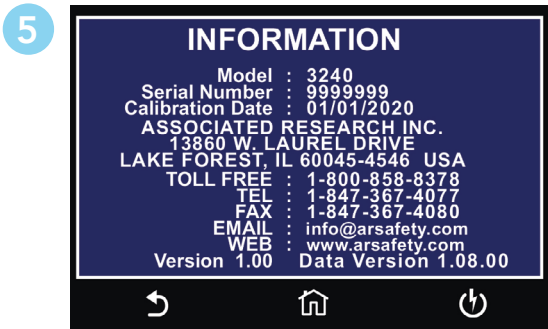 5
INFORMATION
Model : 3240
Serial Number : 9999999
Calibration Date : 01/01/2020
ASSOCIATED RESEARCH INC.
13860 W. LAUREL DRIVE
LAKE FOREST, IL 60045-4546 USA
TOLL FREE : 1-800-858-8378
TEL : 1-847-367-4077
FAX : 1-847-367-4080
EMAIL : info@arsafety.com
WEB : www.arsafety.com
Version 1.00 Data Version 1.08.00